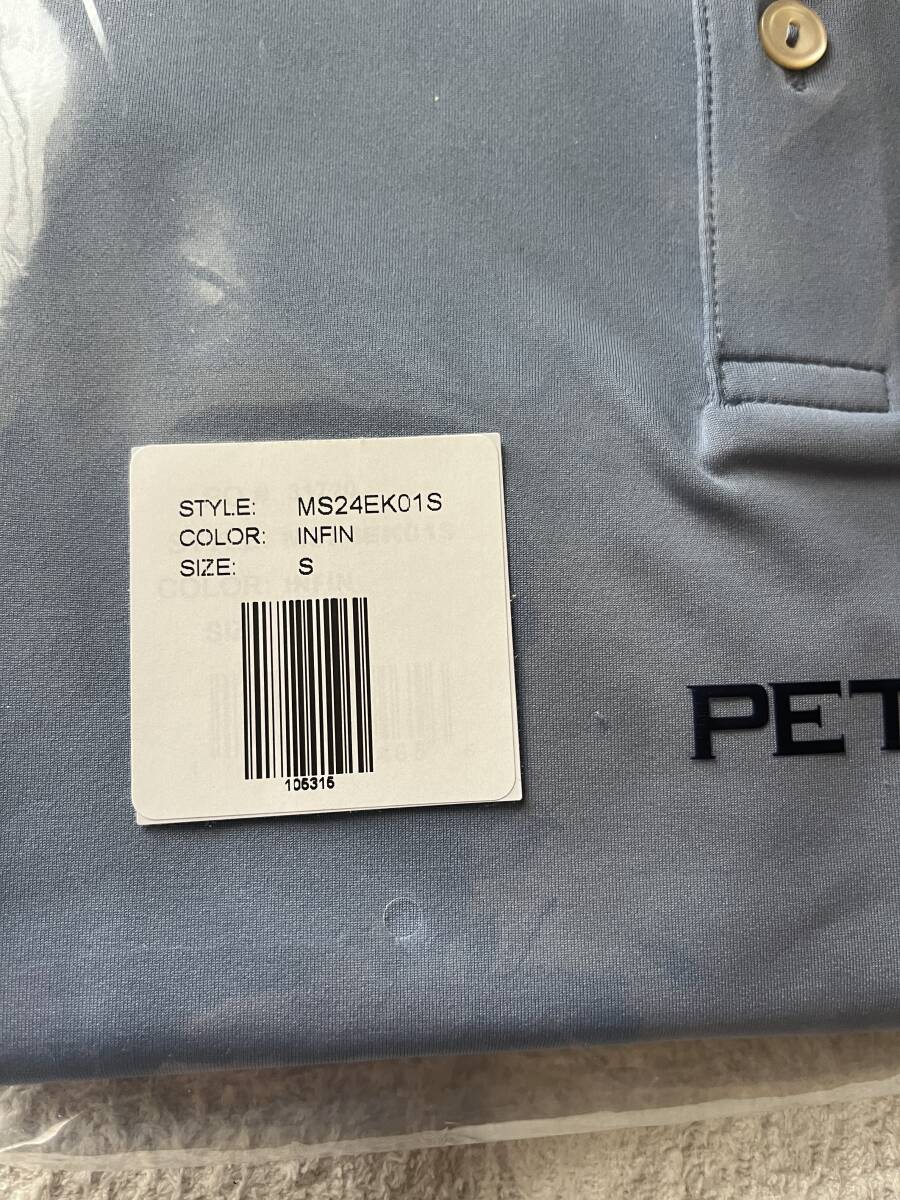 STYLE: MS24EK01S
COLOR: INFIN
SIZE: S
105315
PET